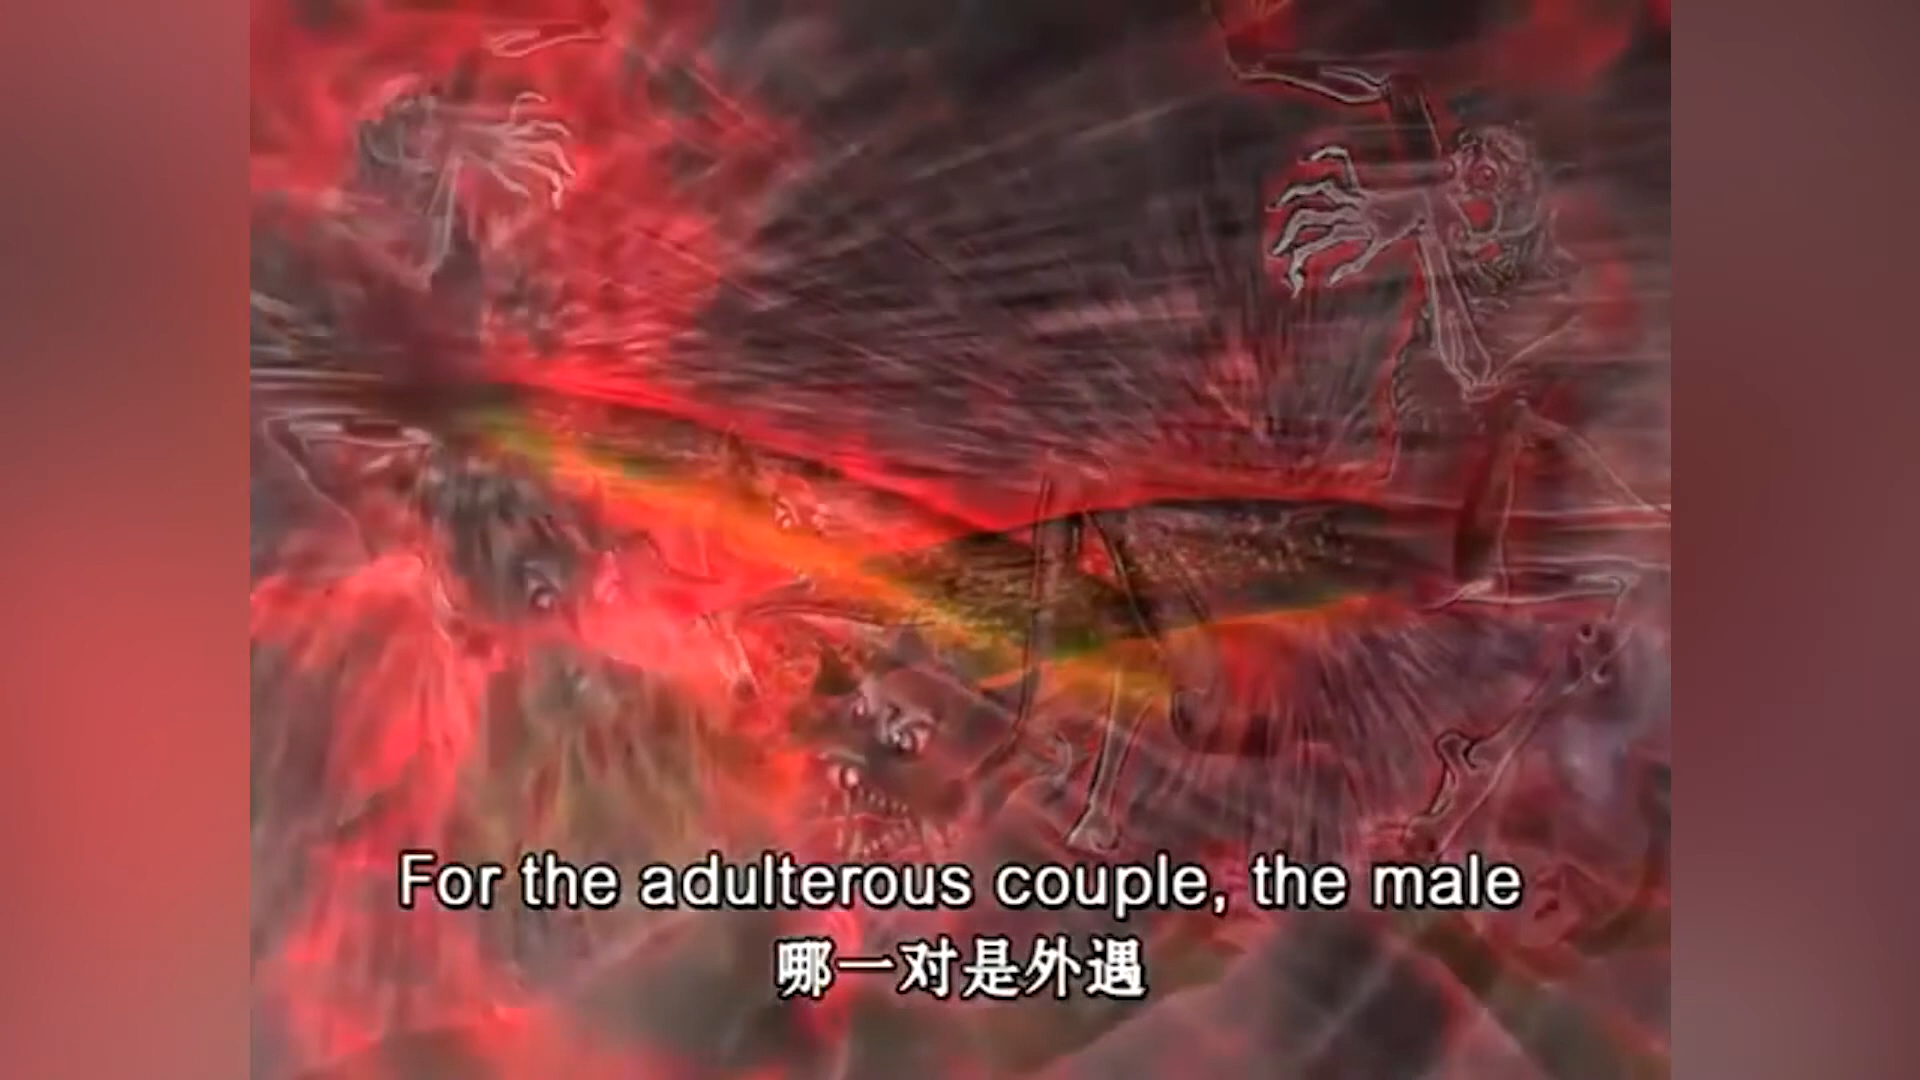 For the adulterous couple, the male
哪一对是外遇